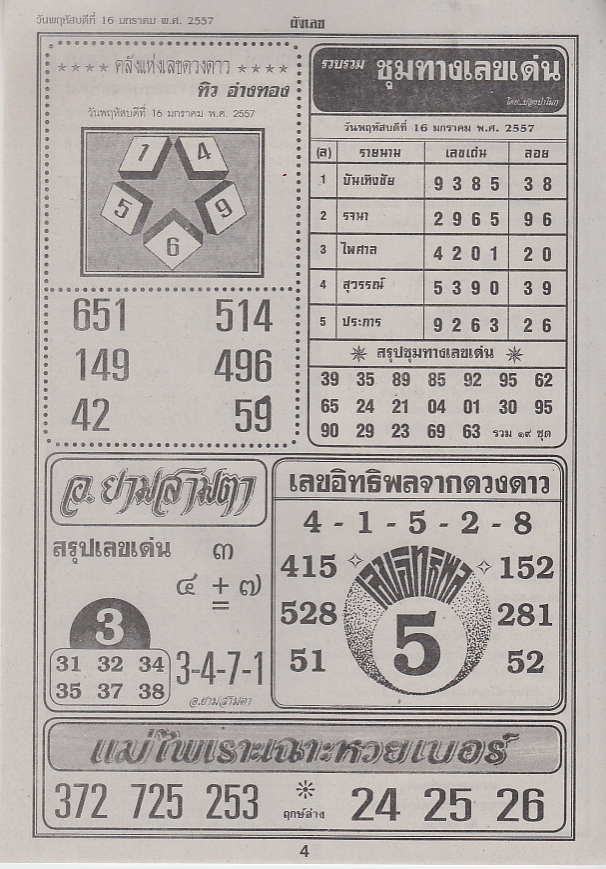 วันพฤหัสบดีที่ 16 มกราคม พ.ศ. 2557
ผังเลข
★ ★ ★ ★ คลังแห่งเลขดวงดาว ★ ★ ★ ★
ทิว อ่างทอง
วันพฤหัสบดีที่ 16 มกราคม พ.ศ. 2557
1 4
5 9
6
651 514
149 496
42 59
รวบรวม ชุมทางเลขเด่น
วันพฤหัสบดีที่ 16 มกราคม พ.ศ. 2557
(ล) รายนาม เลขเด่น ลอย
1 บันเทิงชัย 9 3 8 5 3 8
2 รจนา 2 9 6 5 9 6
3 ไพศาล 4 2 0 1 2 0
4 สุวรรณ์ 5 3 9 0 3 9
5 ประการ 9 2 6 3 2 6
สรุปชุมทางเลขเด่น
39 35 89 85 92 95 62
65 24 21 04 01 30 95
90 29 23 69 63 รวม ๑๙ ชุด
อ. ยามสามตา
สรุปเลขเด่น ๓
๔ + ๗
3
31 32 34
35 37 38
3-4-7-1
อ.ยามสามตา
เลขอิทธิพลจากดวงดาว
4 - 1 - 5 - 2 - 8
เลขอิทธิพล
415 152
528 5 281
51 52
แม่ไพเราะเฉาะหวยเบอร์
372 725 253 ฤกษ์ล่าง 24 25 26
4